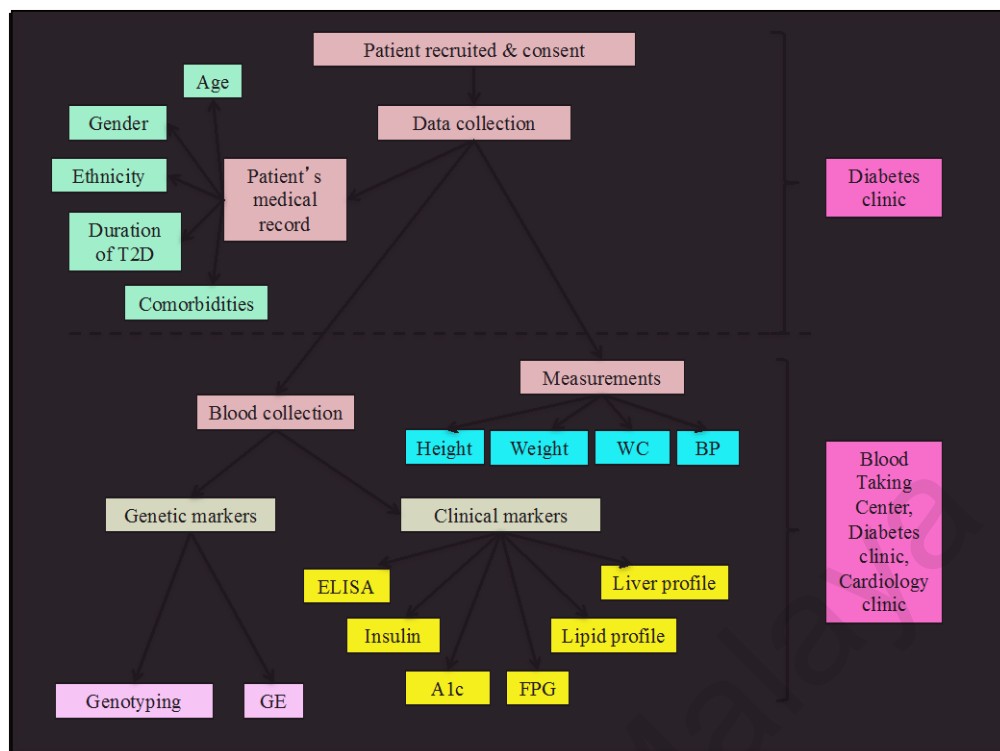 Patient recruited & consent
Age
Data collection
Gender
Ethnicity
Patient's
medical
record
Diabetes
clinic
Duration
of T2D
Comorbidities
Measurements
Blood collection
Height
Weight
WC
BP
Blood
Taking
Center,
Diabetes
clinic,
Cardiology
clinic
Genetic markers
Clinical markers
ELISA
Liver profile
Insulin
Lipid profile
A1c
FPG
Genotyping
GE
Malaya